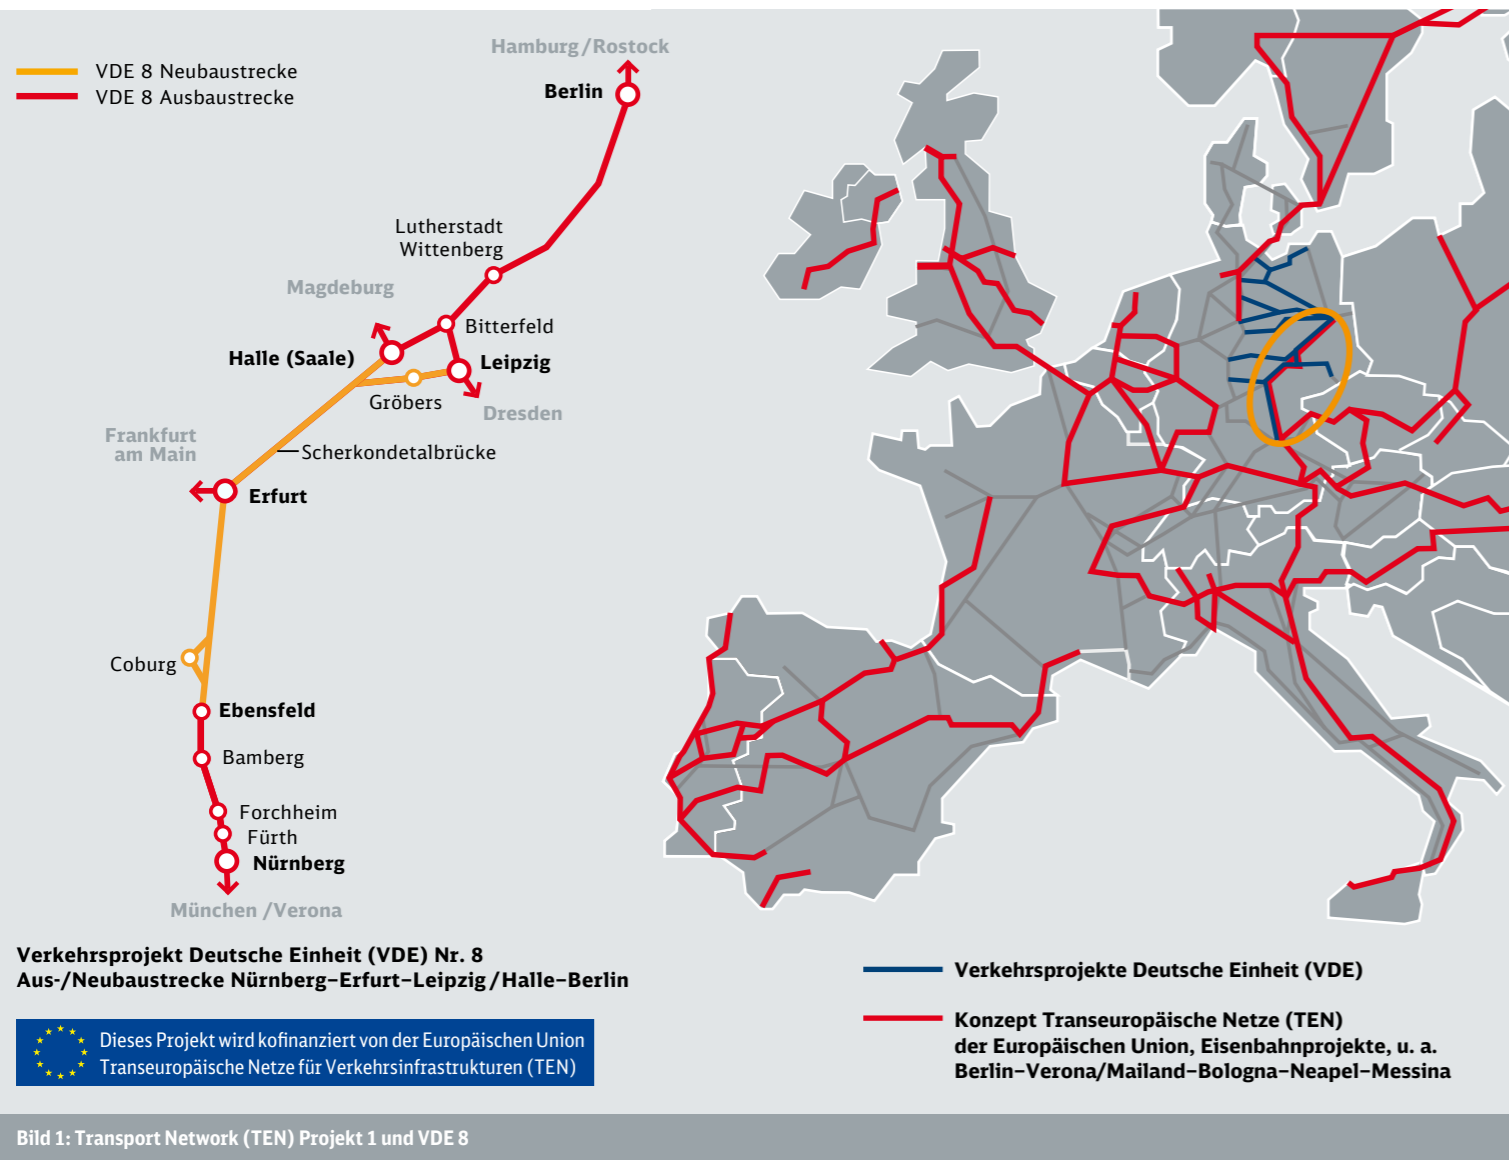 VDE 8 Neubaustrecke
VDE 8 Ausbaustrecke
Hamburg/Rostock
Berlin
Lutherstadt
Wittenberg
Magdeburg
Bitterfeld
Halle (Saale)
Leipzig
Gröbers
Dresden
Frankfurt
am Main
Scherkondetalbrücke
Erfurt
Coburg
Ebensfeld
Bamberg
Forchheim
Fürth
Nürnberg
München /Verona
Verkehrsprojekt Deutsche Einheit (VDE) Nr. 8
Aus-/Neubaustrecke Nürnberg–Erfurt–Leipzig/Halle–Berlin
Dieses Projekt wird kofinanziert von der Europäischen Union
Transeuropäische Netze für Verkehrsinfrastrukturen (TEN)
Verkehrsprojekte Deutsche Einheit (VDE)
Konzept Transeuropäische Netze (TEN)
der Europäischen Union, Eisenbahnprojekte, u. a.
Berlin–Verona/Mailand–Bologna–Neapel–Messina
Bild 1: Transport Network (TEN) Projekt 1 und VDE 8